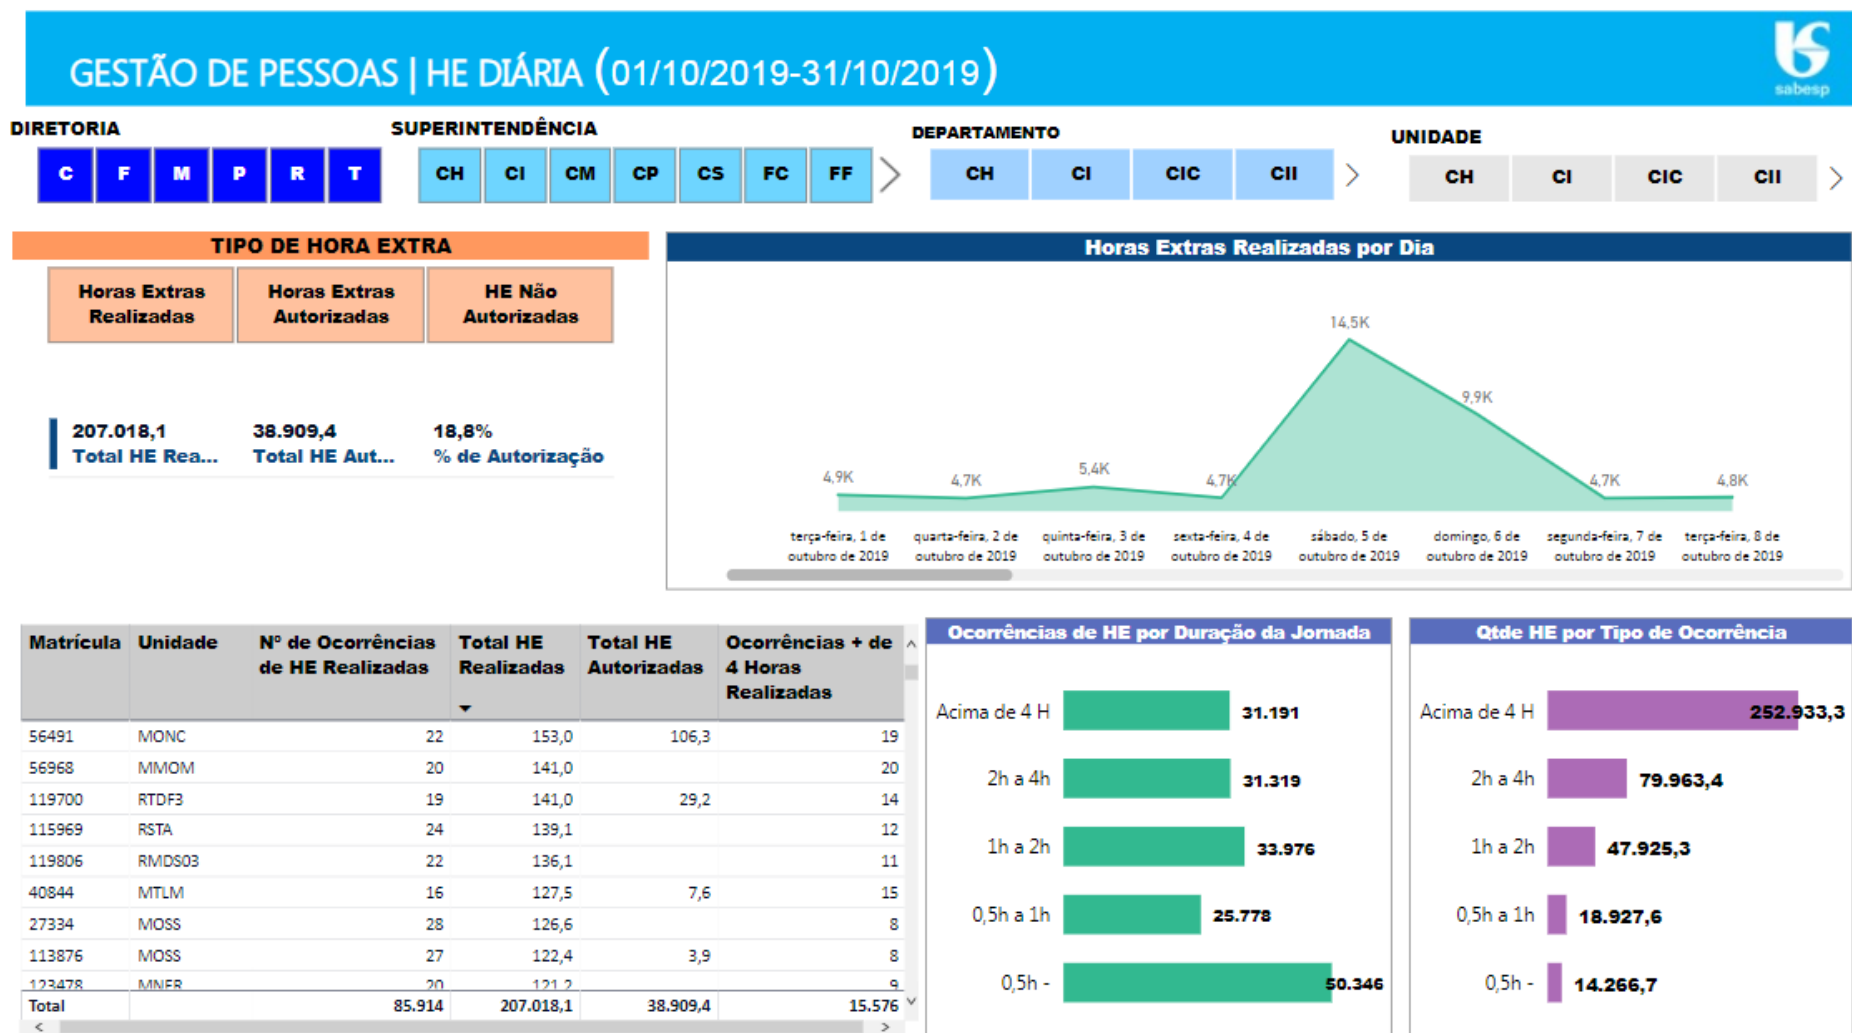 GESTÃO DE PESSOAS | HE DIÁRIA (01/10/2019-31/10/2019)
sabesp
DIRETORIA
C F M P R T
SUPERINTENDÊNCIA
CH CI CM CP CS FC FF
DEPARTAMENTO
CH CI CIC CII
UNIDADE
CH CI CIC CII
TIPO DE HORA EXTRA
Horas Extras
Realizadas
Horas Extras
Autorizadas
HE Não
Autorizadas
207.018,1 38.909,4 18,8%
Total HE Rea... Total HE Aut... % de Autorização
Horas Extras Realizadas por Dia
4,9K 4,7K 5,4K 4,7K 14,5K 9,9K 4,7K 4,8K
terça-feira, 1 de
outubro de 2019
quarta-feira, 2 de
outubro de 2019
quinta-feira, 3 de
outubro de 2019
sexta-feira, 4 de
outubro de 2019
sábado, 5 de
outubro de 2019
domingo, 6 de
outubro de 2019
segunda-feira, 7 de
outubro de 2019
terça-feira, 8 de
outubro de 2019
Matrícula Unidade Nº de Ocorrências de HE Realizadas Total HE Realizadas Total HE Autorizadas Ocorrências + de 4 Horas Realizadas
56491 MONC 22 153,0 106,3 19
56968 MMOM 20 141,0 20
119700 RTDF3 19 141,0 29,2 14
115969 RSTA 24 139,1 12
119806 RMDS03 22 136,1 11
40844 MTLM 16 127,5 7,6 15
27334 MOSS 28 126,6 8
113876 MOSS 27 122,4 3,9 8
123478 MNER 20 121,2 9
Total 85.914 207.018,1 38.909,4 15.576
Ocorrências de HE por Duração da Jornada
Acima de 4 H 31.191
2h a 4h 31.319
1h a 2h 33.976
0,5h a 1h 25.778
0,5h - 50.346
Qtde HE por Tipo de Ocorrência
Acima de 4 H 252.933,3
2h a 4h 79.963,4
1h a 2h 47.925,3
0,5h a 1h 18.927,6
0,5h - 14.266,7